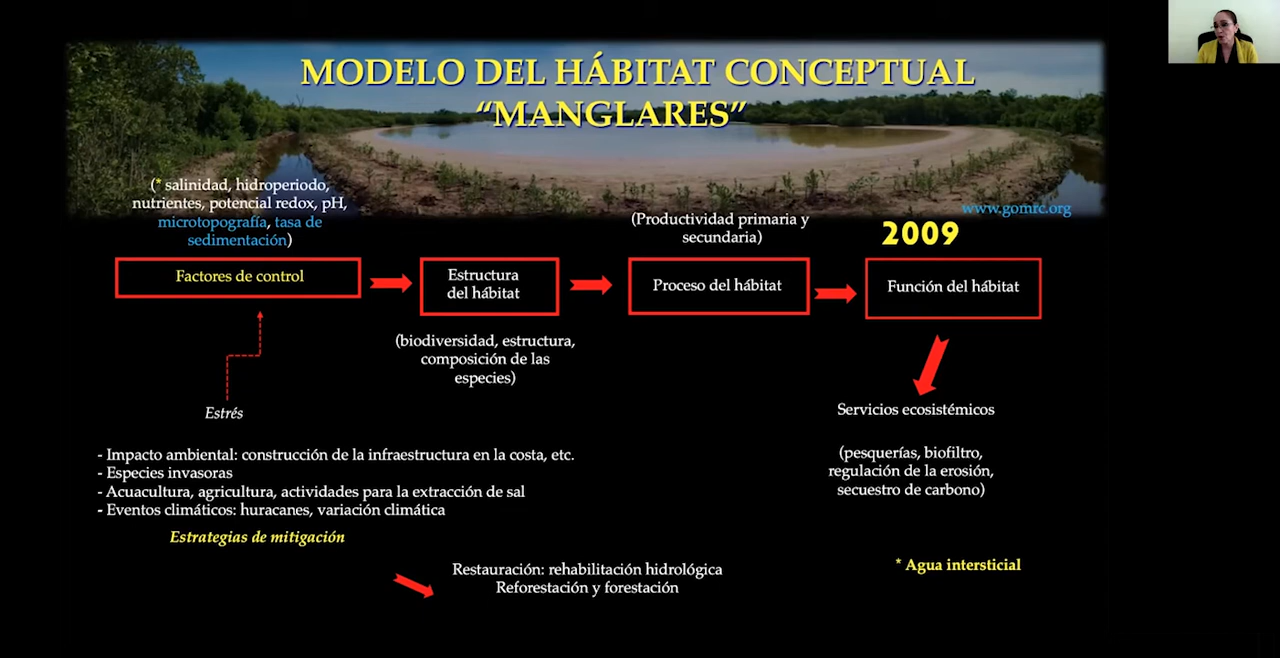 MODELO DEL HÁBITAT CONCEPTUAL
“MANGLARES”
(* salinidad, hidroperiodo,
nutrientes, potencial redox, pH,
microtopografía, tasa de
sedimentación)
Factores de control
Estructura
del hábitat
(biodiversidad, estructura,
composición de las
especies)
(Productividad primaria y
secundaria)
Proceso del hábitat
www.gomrc.org
2009
Función del hábitat
Servicios ecosistémicos
(pesquerías, biofiltro,
regulación de la erosión,
secuestro de carbono)
Estrés
- Impacto ambiental: construcción de la infraestructura en la costa, etc.
- Especies invasoras
- Acuacultura, agricultura, actividades para la extracción de sal
- Eventos climáticos: huracanes, variación climática
Estrategias de mitigación
Restauración: rehabilitación hidrológica
Reforestación y forestación
* Agua intersticial